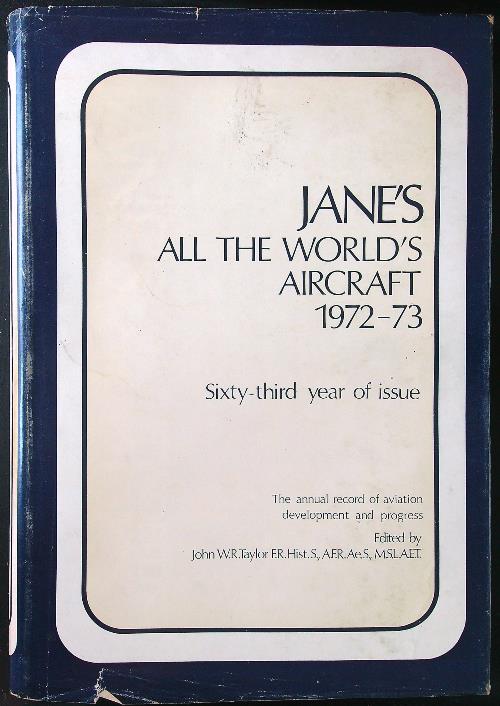 JANE'S
ALL THE WORLD'S
AIRCRAFT
1972-73
Sixty-third year of issue
The annual record of aviation
development and progress
Edited by
John W.R.Taylor F.R.Hist.S., A.F.R.Ae.S., M.S.L.A.E.T.